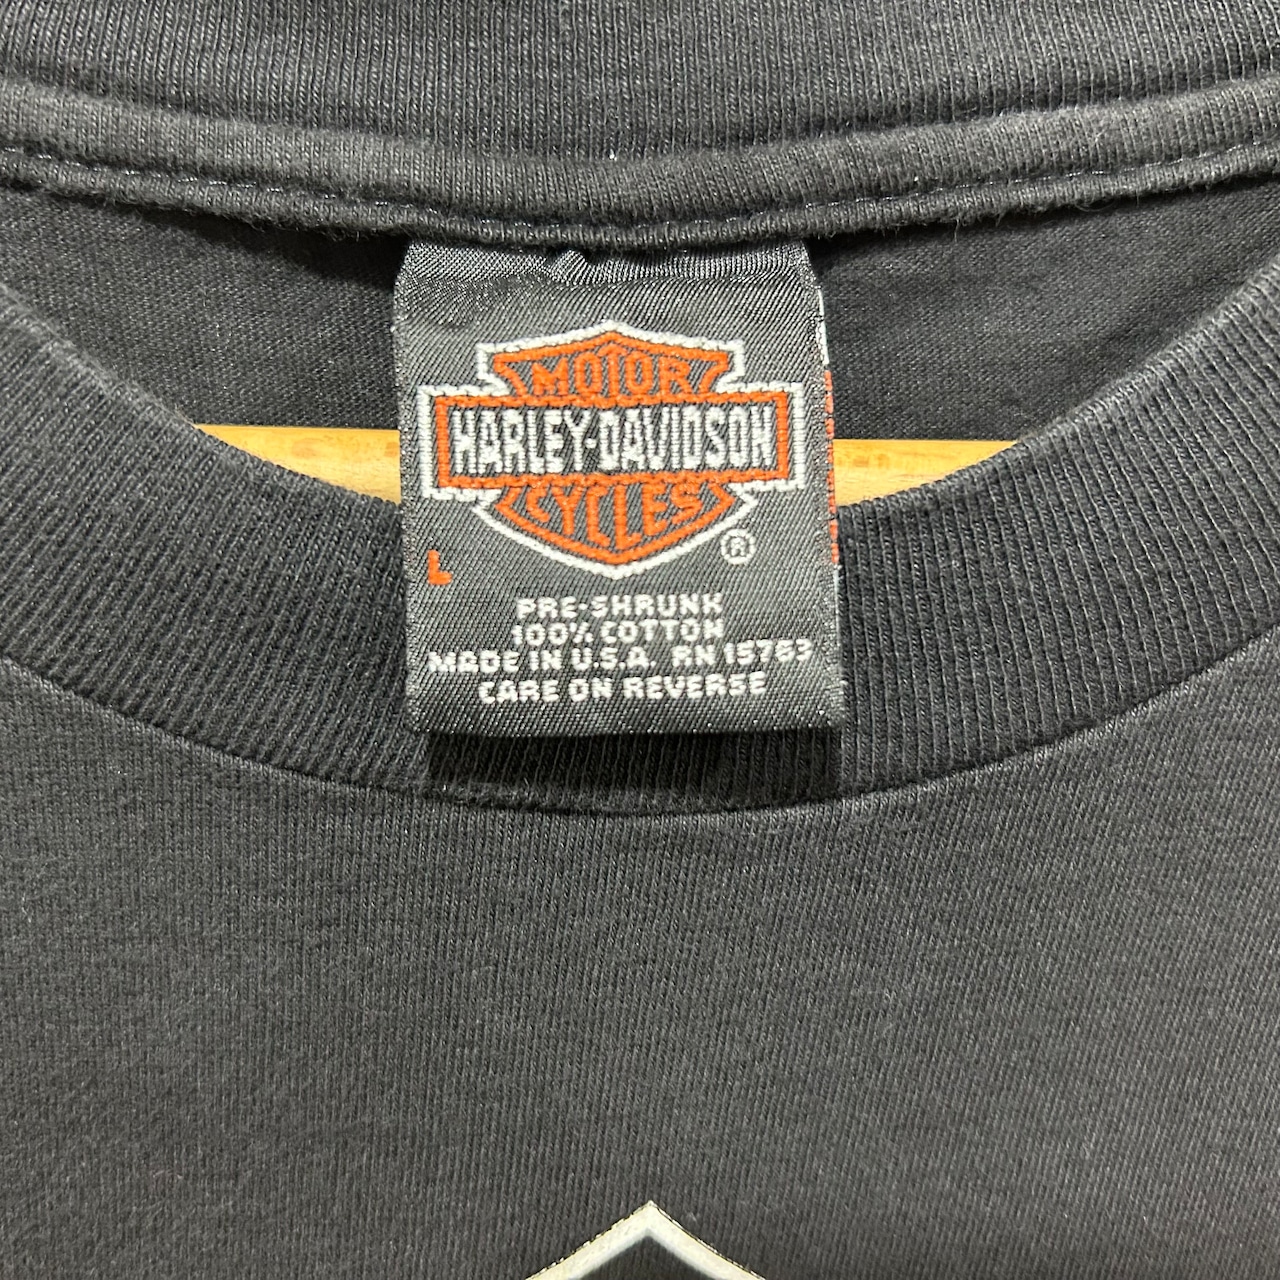 MOTOR
HARLEY-DAVIDSON
CYCLES
®
L
PRE-SHRUNK
100% COTTON
MADE IN U.S.A. RN 15763
CARE ON REVERSE